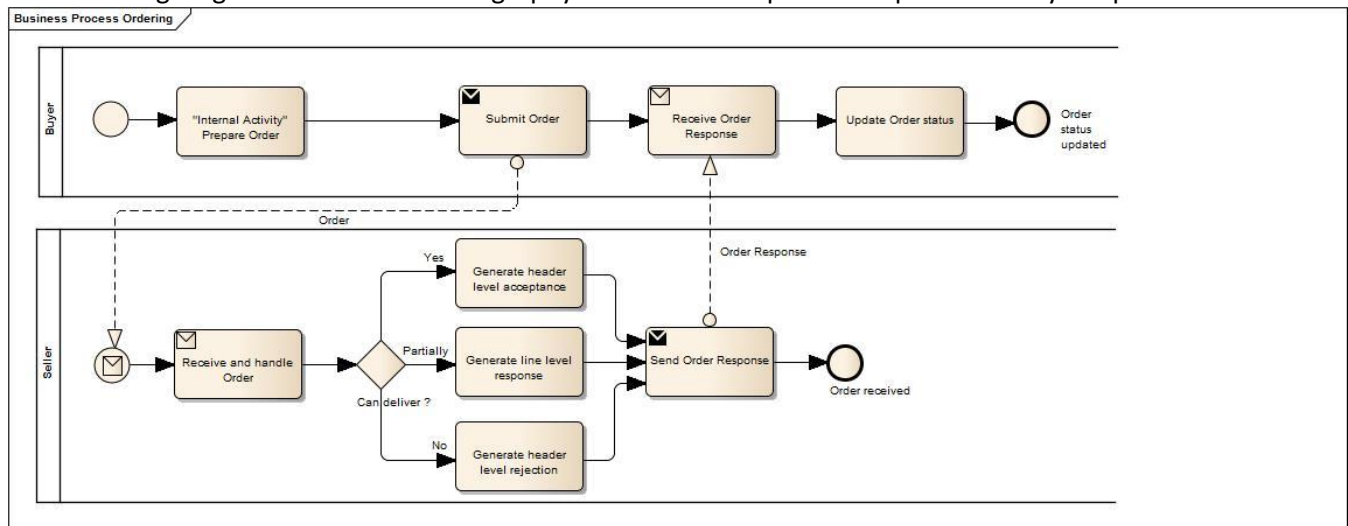 Business Process Ordering
Buyer
"Internal Activity"
Prepare Order
Submit Order
Receive Order
Response
Update Order status
Order
status
updated
Order
Order Response
Seller
Receive and handle
Order
Can deliver ?
Yes
Generate header
level acceptance
Partially
Generate line level
response
No
Generate header
level rejection
Send Order Response
Order received